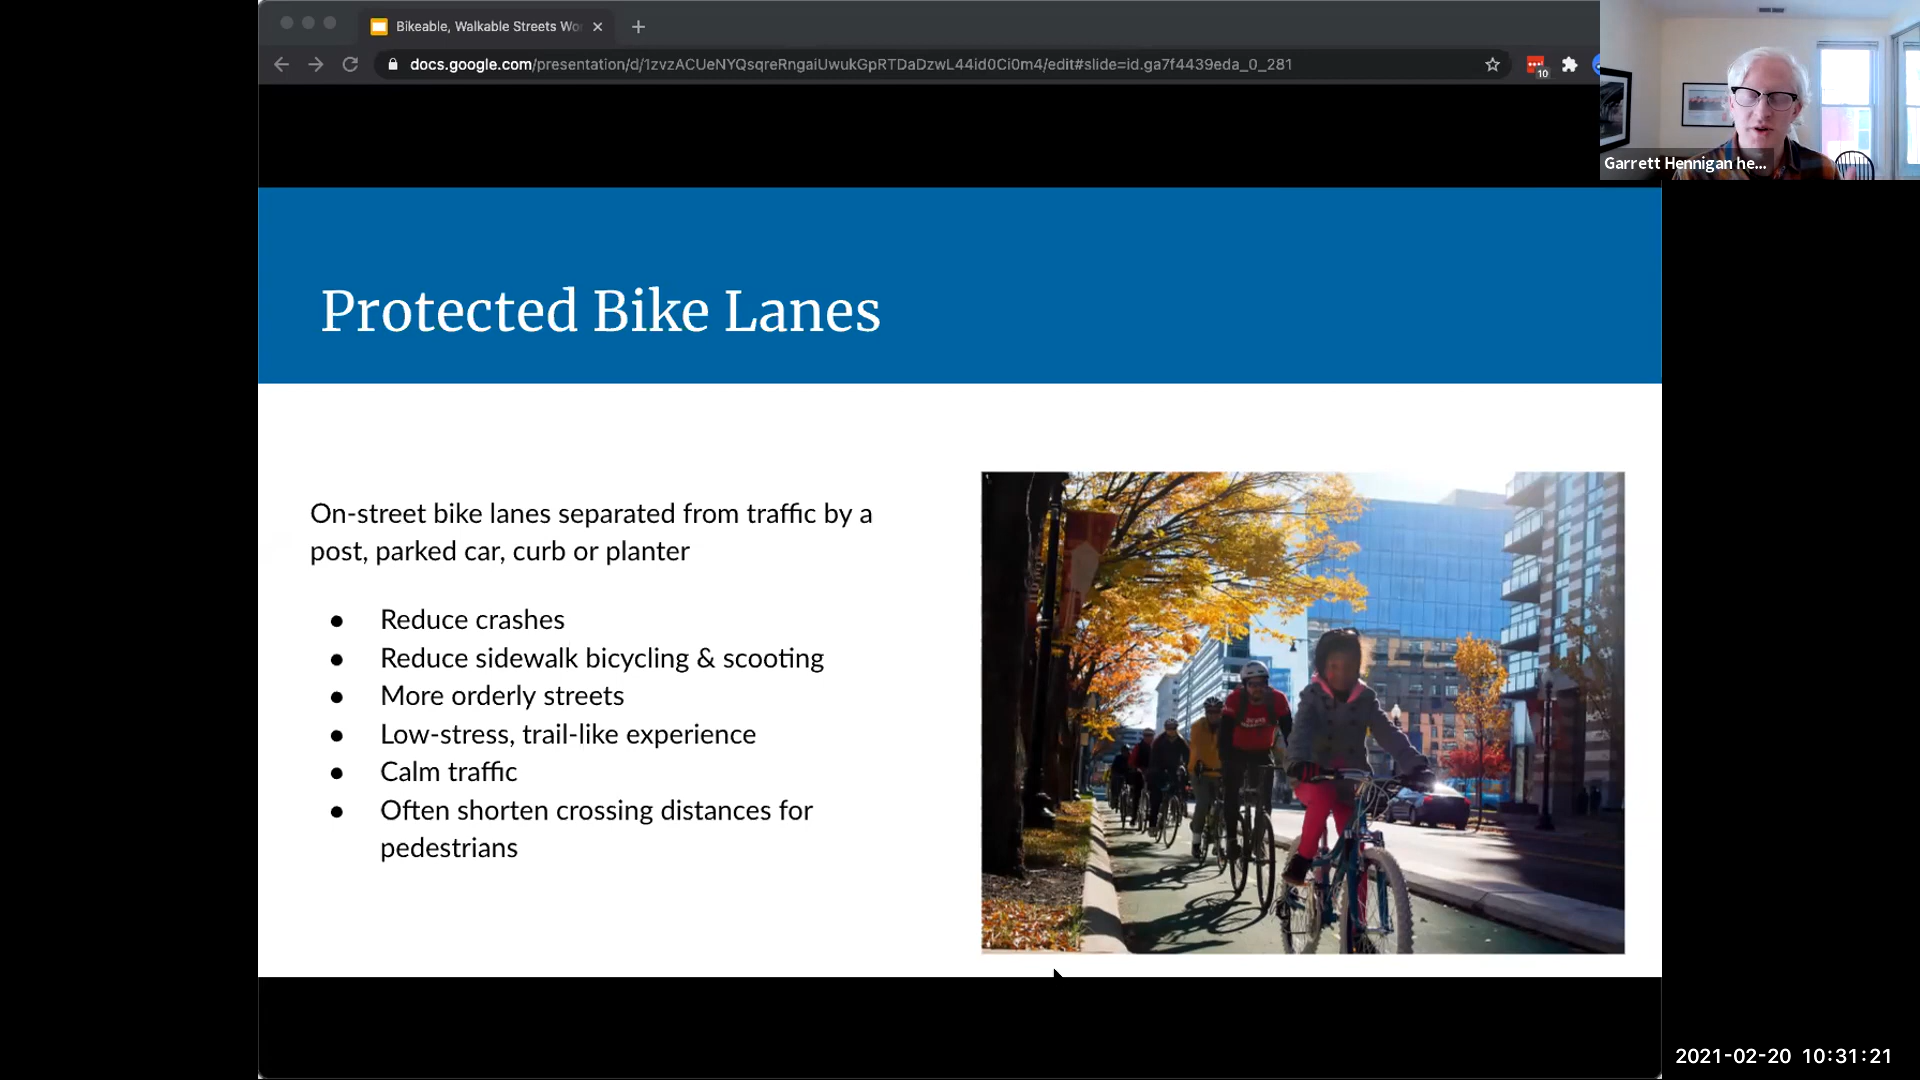 Bikeable, Walkable Streets Wo
docs.google.com/presentation/d/1zvzACUeNYQsqreRngaiUwukGpRTDaDzwL44id0Ci0m4/edit#slide=id.ga7f4439eda_0_281
10
Garrett Hennigan he...
Protected Bike Lanes
On-street bike lanes separated from traffic by a
post, parked car, curb or planter
● Reduce crashes
● Reduce sidewalk bicycling & scooting
● More orderly streets
● Low-stress, trail-like experience
● Calm traffic
● Often shorten crossing distances for
pedestrians
2021-02-20 10:31:21